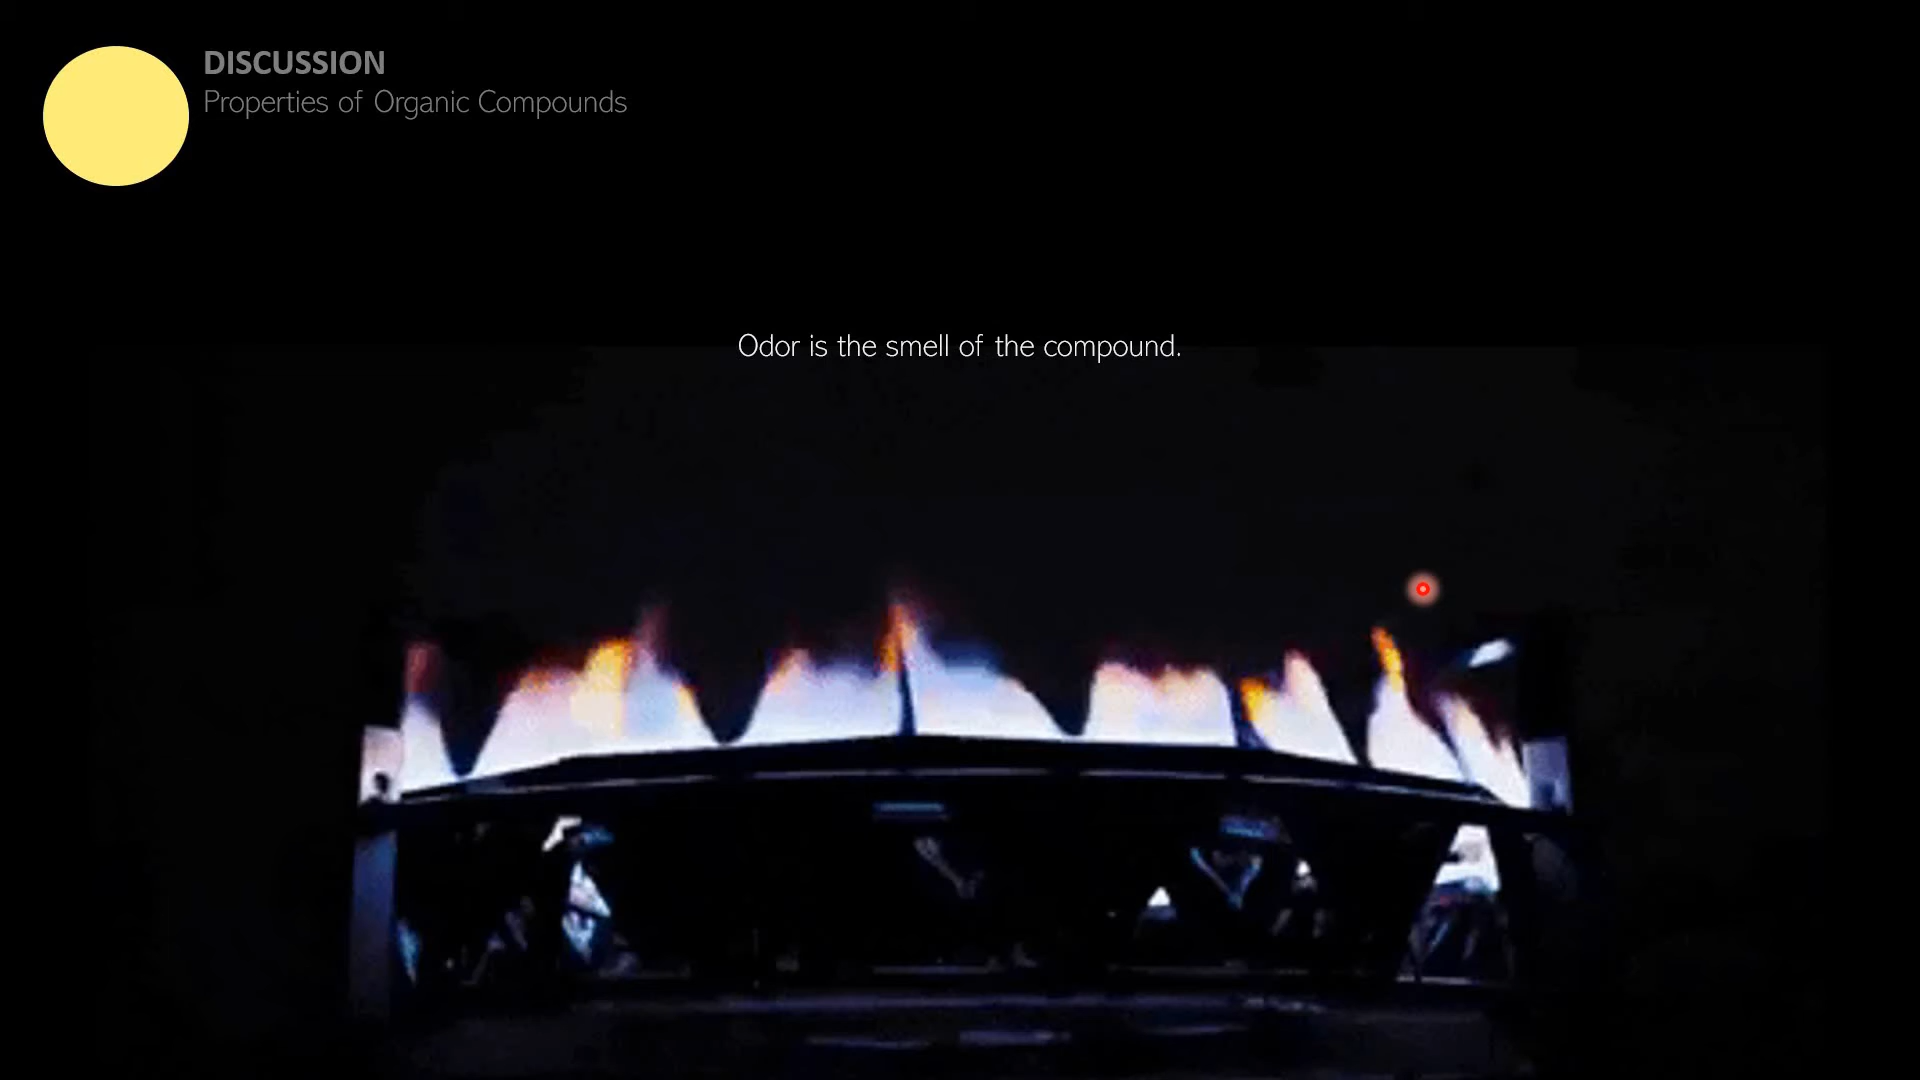 DISCUSSION
Properties of Organic Compounds
Odor is the smell of the compound.